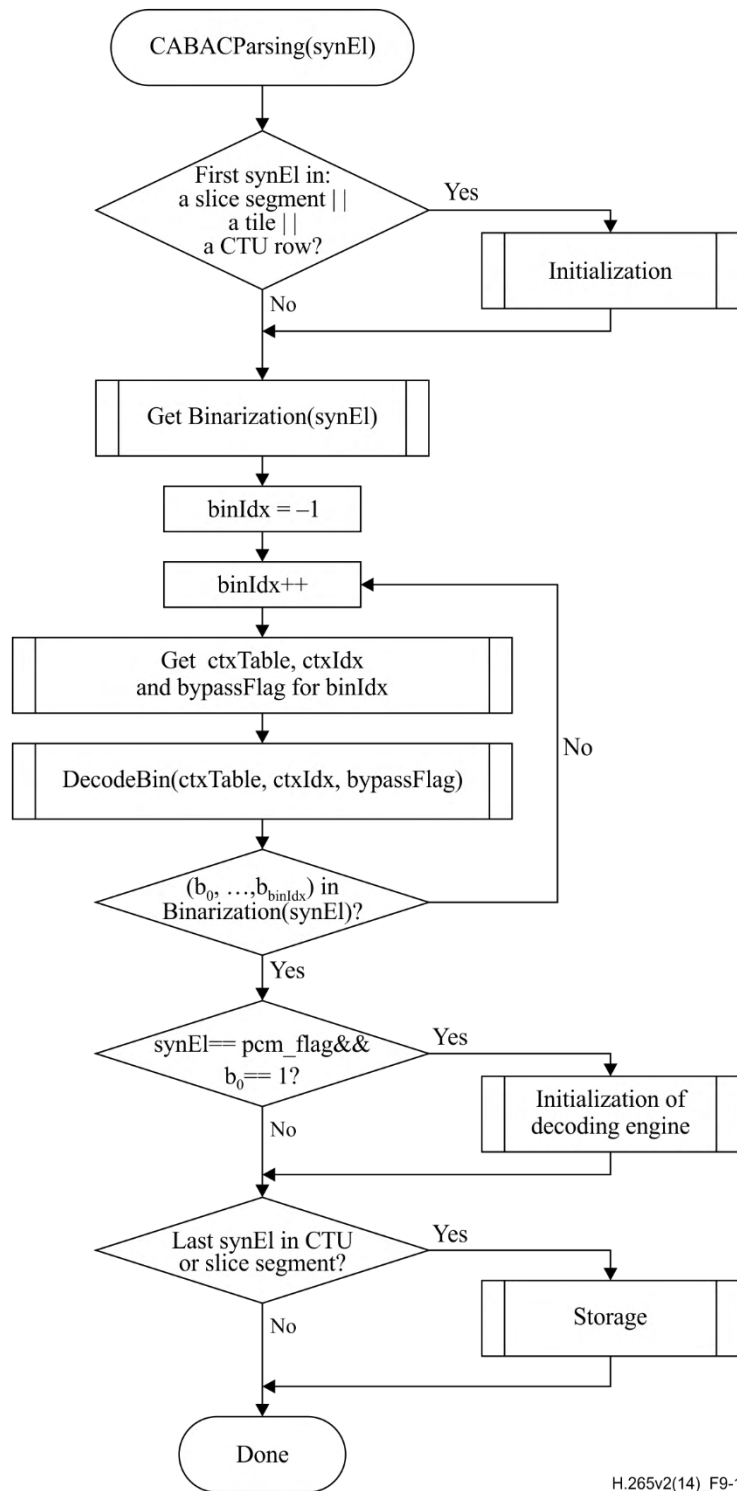 CABACParsing(synEl)
First synEl in:
a slice segment ||
a tile ||
a CTU row?
Yes
Initialization
No
Get Binarization(synEl)
binIdx = –1
binIdx++
Get ctxTable, ctxIdx
and bypassFlag for binIdx
No
DecodeBin(ctxTable, ctxIdx, bypassFlag)
(b0, …,bbinIdx) in
Binarization(synEl)?
Yes
synEl== pcm_flag&&
b0== 1?
Yes
Initialization of
decoding engine
No
Last synEl in CTU
or slice segment?
Yes
Storage
No
Done